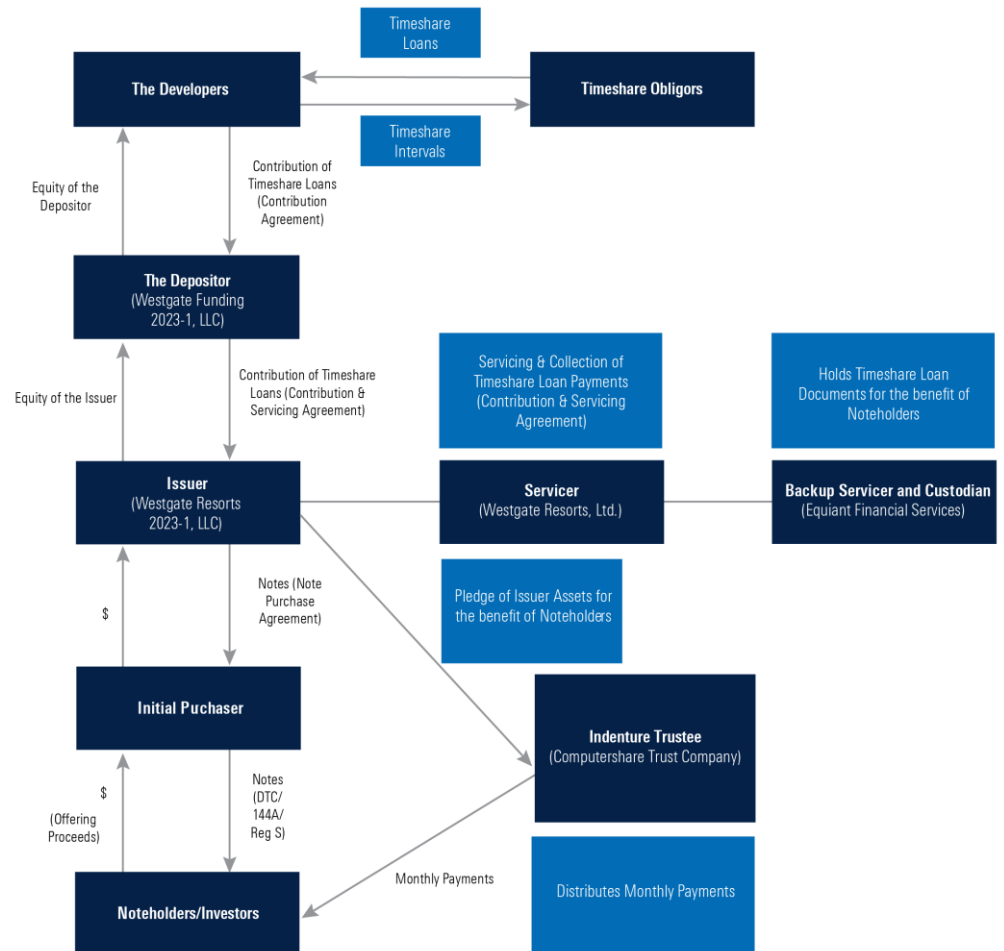 Timeshare
Loans
The Developers
Timeshare Obligors
Timeshare
Intervals
Equity of the
Depositor
Contribution of
Timeshare Loans
(Contribution
Agreement)
The Depositor
(Westgate Funding
2023-1, LLC)
Equity of the Issuer
Contribution of Timeshare
Loans (Contribution &
Servicing Agreement)
Servicing & Collection of
Timeshare Loan Payments
(Contribution & Servicing
Agreement)
Holds Timeshare Loan
Documents for the benefit of
Noteholders
Issuer
(Westgate Resorts
2023-1, LLC)
Servicer
(Westgate Resorts, Ltd.)
Backup Servicer and Custodian
(Equiant Financial Services)
$
Notes (Note
Purchase
Agreement)
Pledge of Issuer Assets for
the benefit of Noteholders
Initial Puchaser
Indenture Trustee
(Computershare Trust Company)
$
(Offering
Proceeds)
Notes
(DTC/
144A/
Reg S)
Monthly Payments
Noteholders/Investors
Distributes Monthly Payments